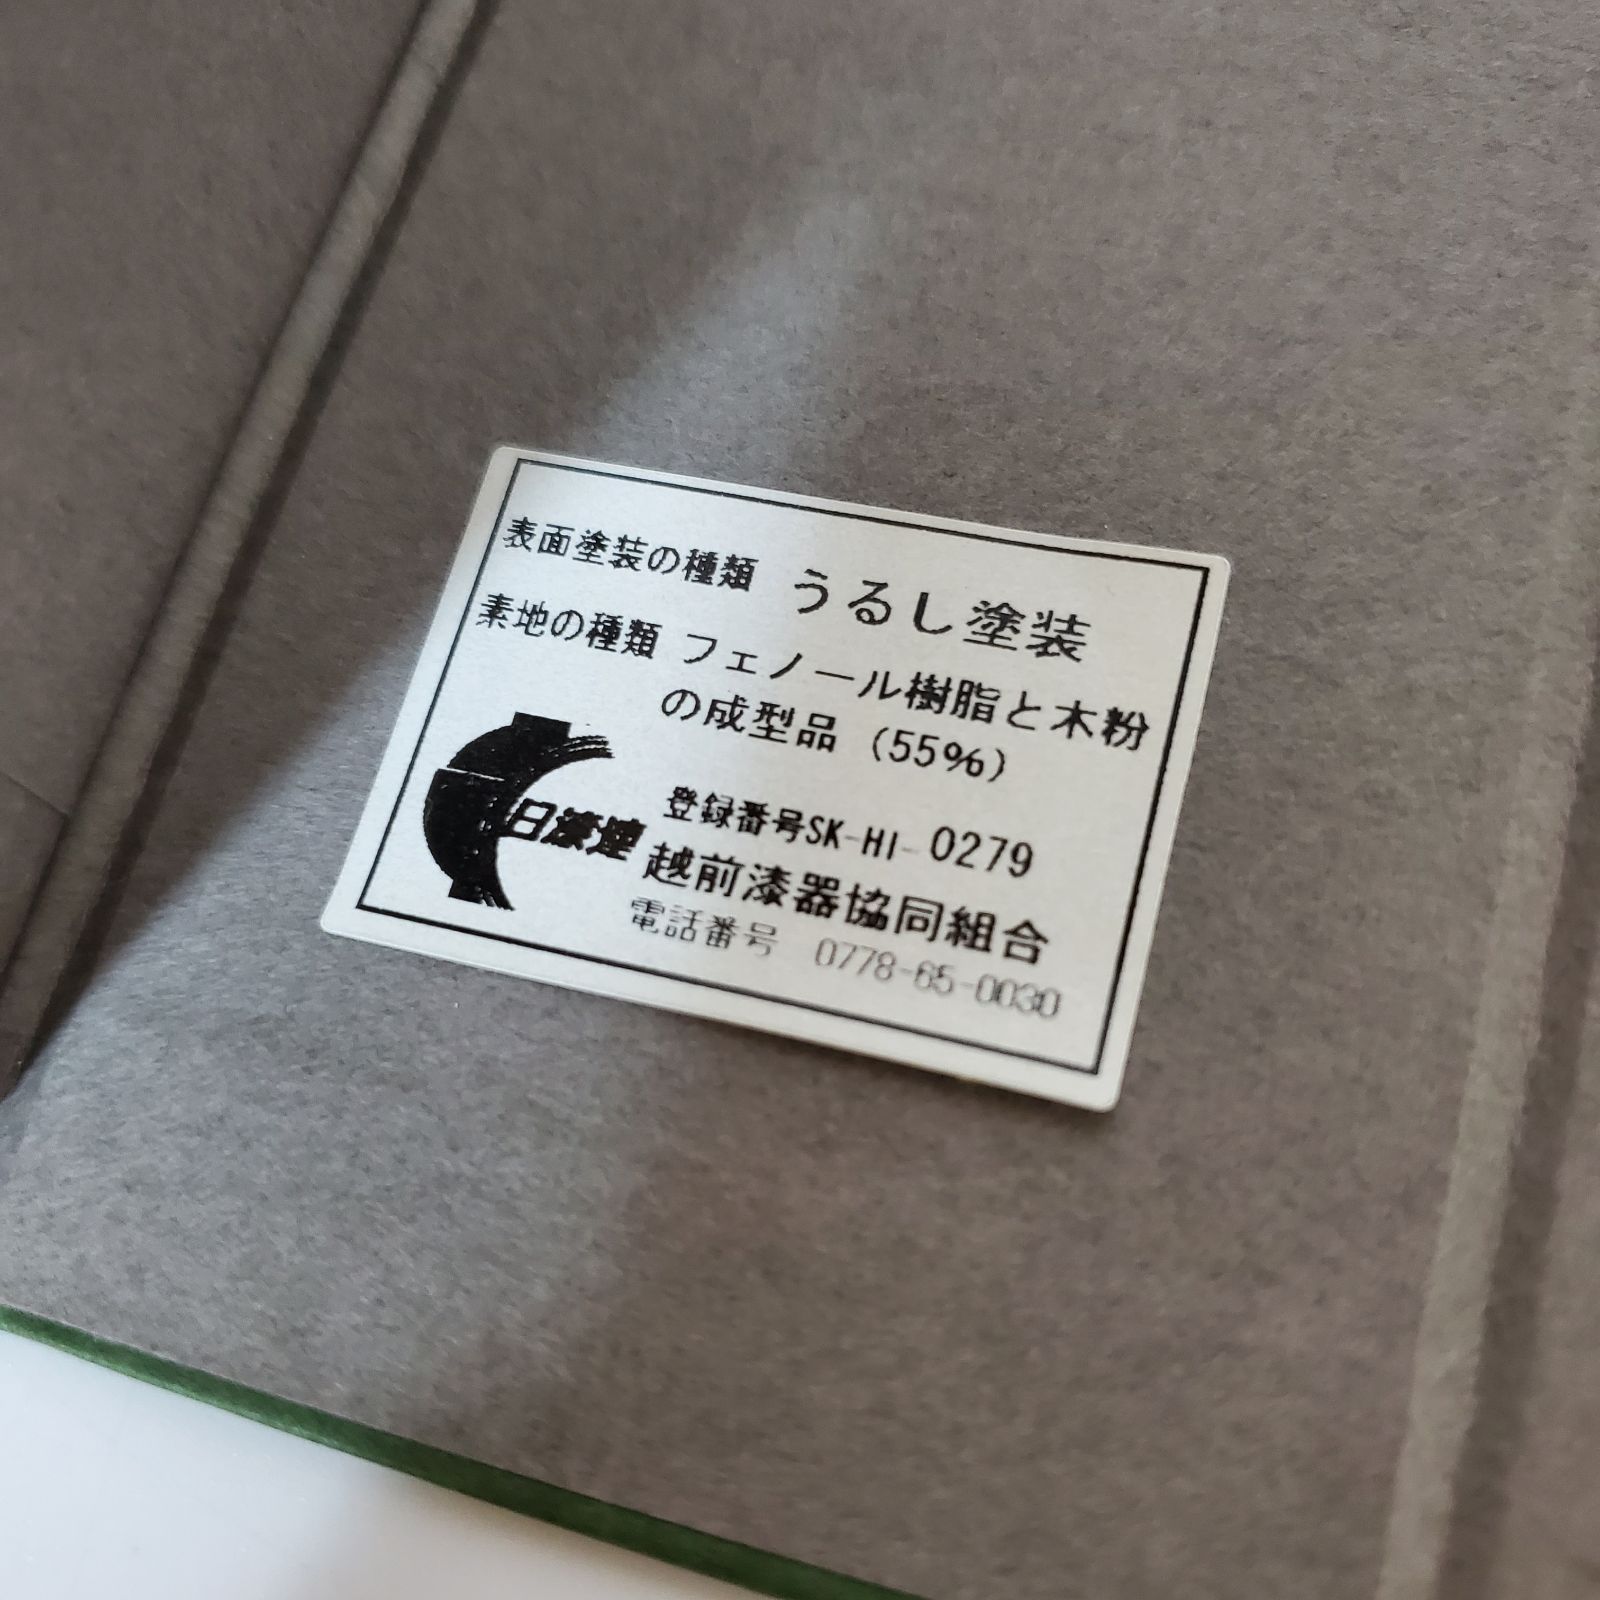 表面塗装の種類 うるし塗装
素地の種類 フェノール樹脂と木粉
の成型品 (55%)
日漆連
登録番号SK-HI-0279
越前漆器協同組合
電話番号 0778-65-0030